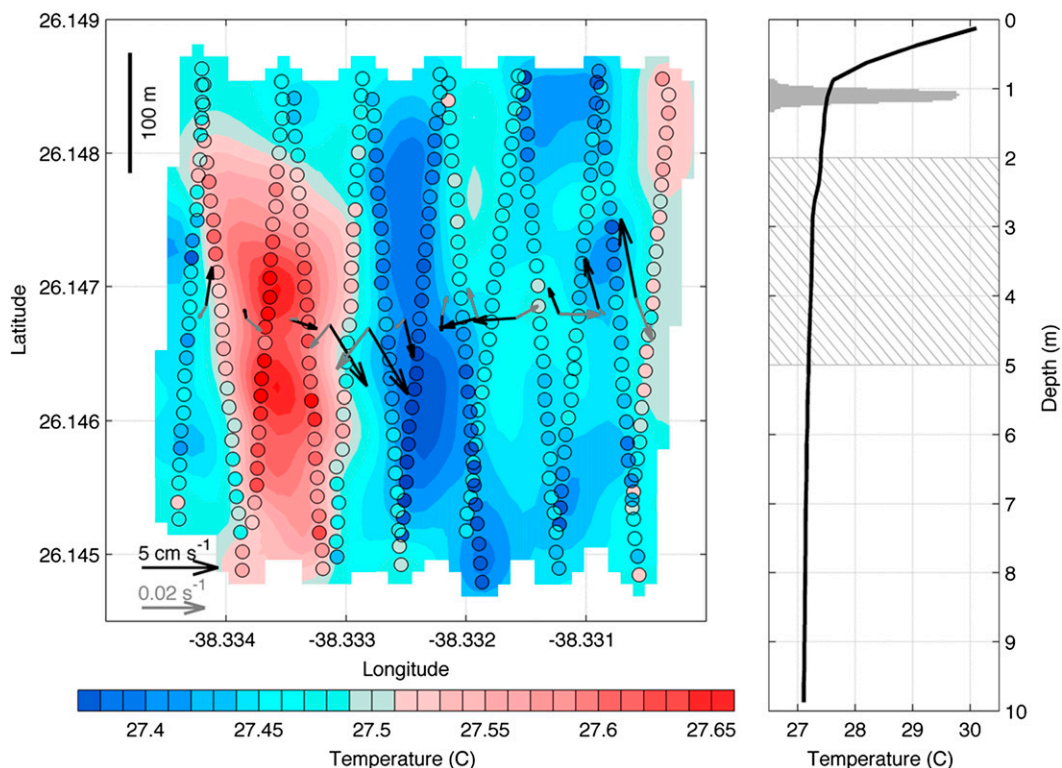 26.149
26.148
26.147
26.146
26.145
Latitude
100 m
5 cm s⁻¹
0.02 s⁻¹
-38.334 -38.333 -38.332 -38.331
Longitude
27.4 27.45 27.5 27.55 27.6 27.65
Temperature (C)
0
1
2
3
4
5
6
7
8
9
10
Depth (m)
27 28 29 30
Temperature (C)